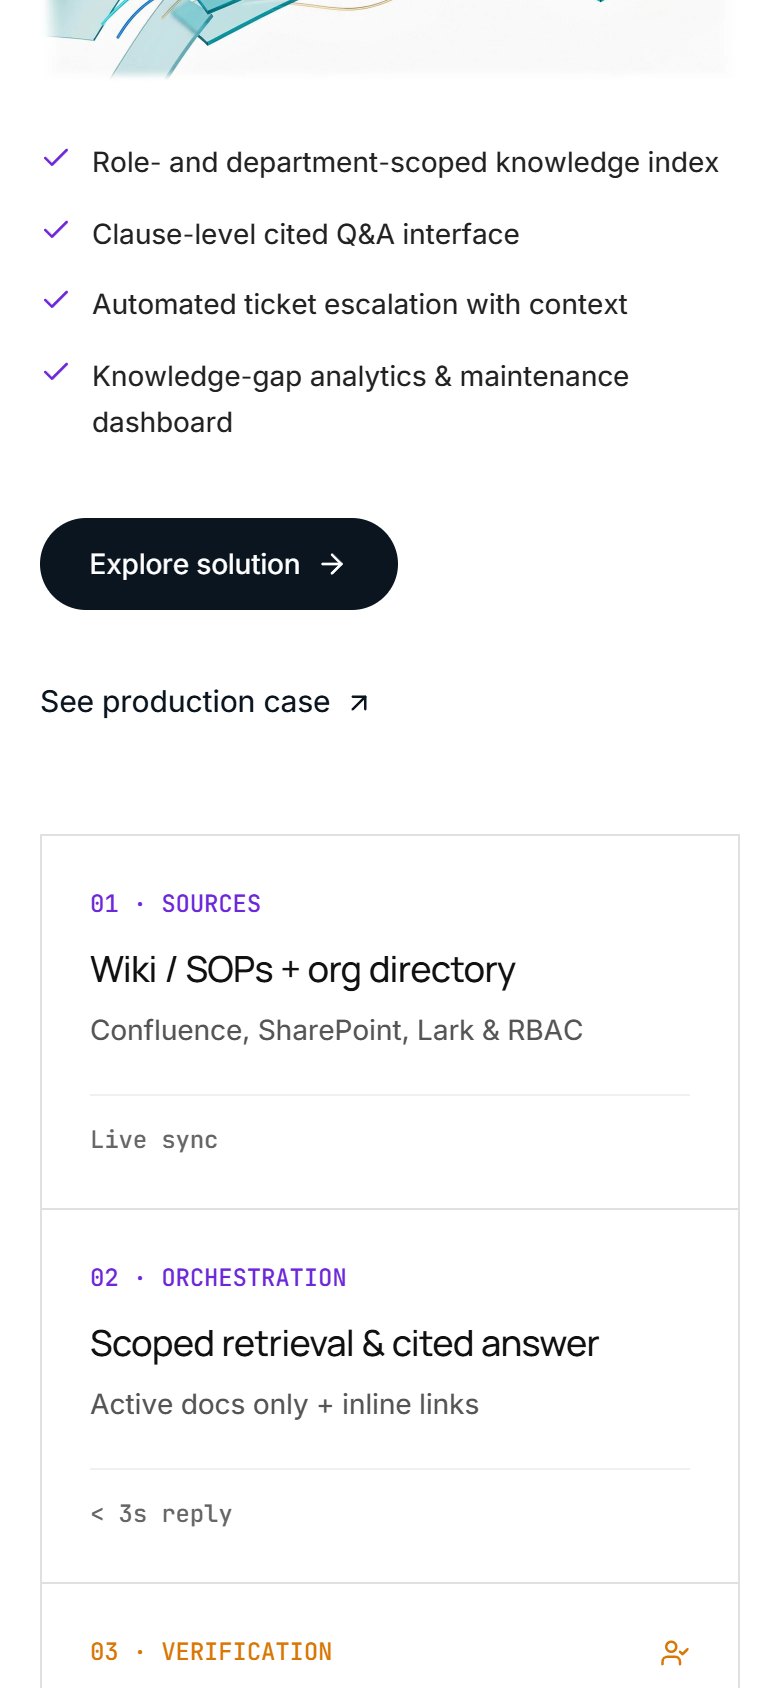 Role- and department-scoped knowledge index
Clause-level cited Q&A interface
Automated ticket escalation with context
Knowledge-gap analytics & maintenance
dashboard
Explore solution →
See production case ↗
01 · SOURCES
Wiki / SOPs + org directory
Confluence, SharePoint, Lark & RBAC
Live sync
02 · ORCHESTRATION
Scoped retrieval & cited answer
Active docs only + inline links
< 3s reply
03 · VERIFICATION